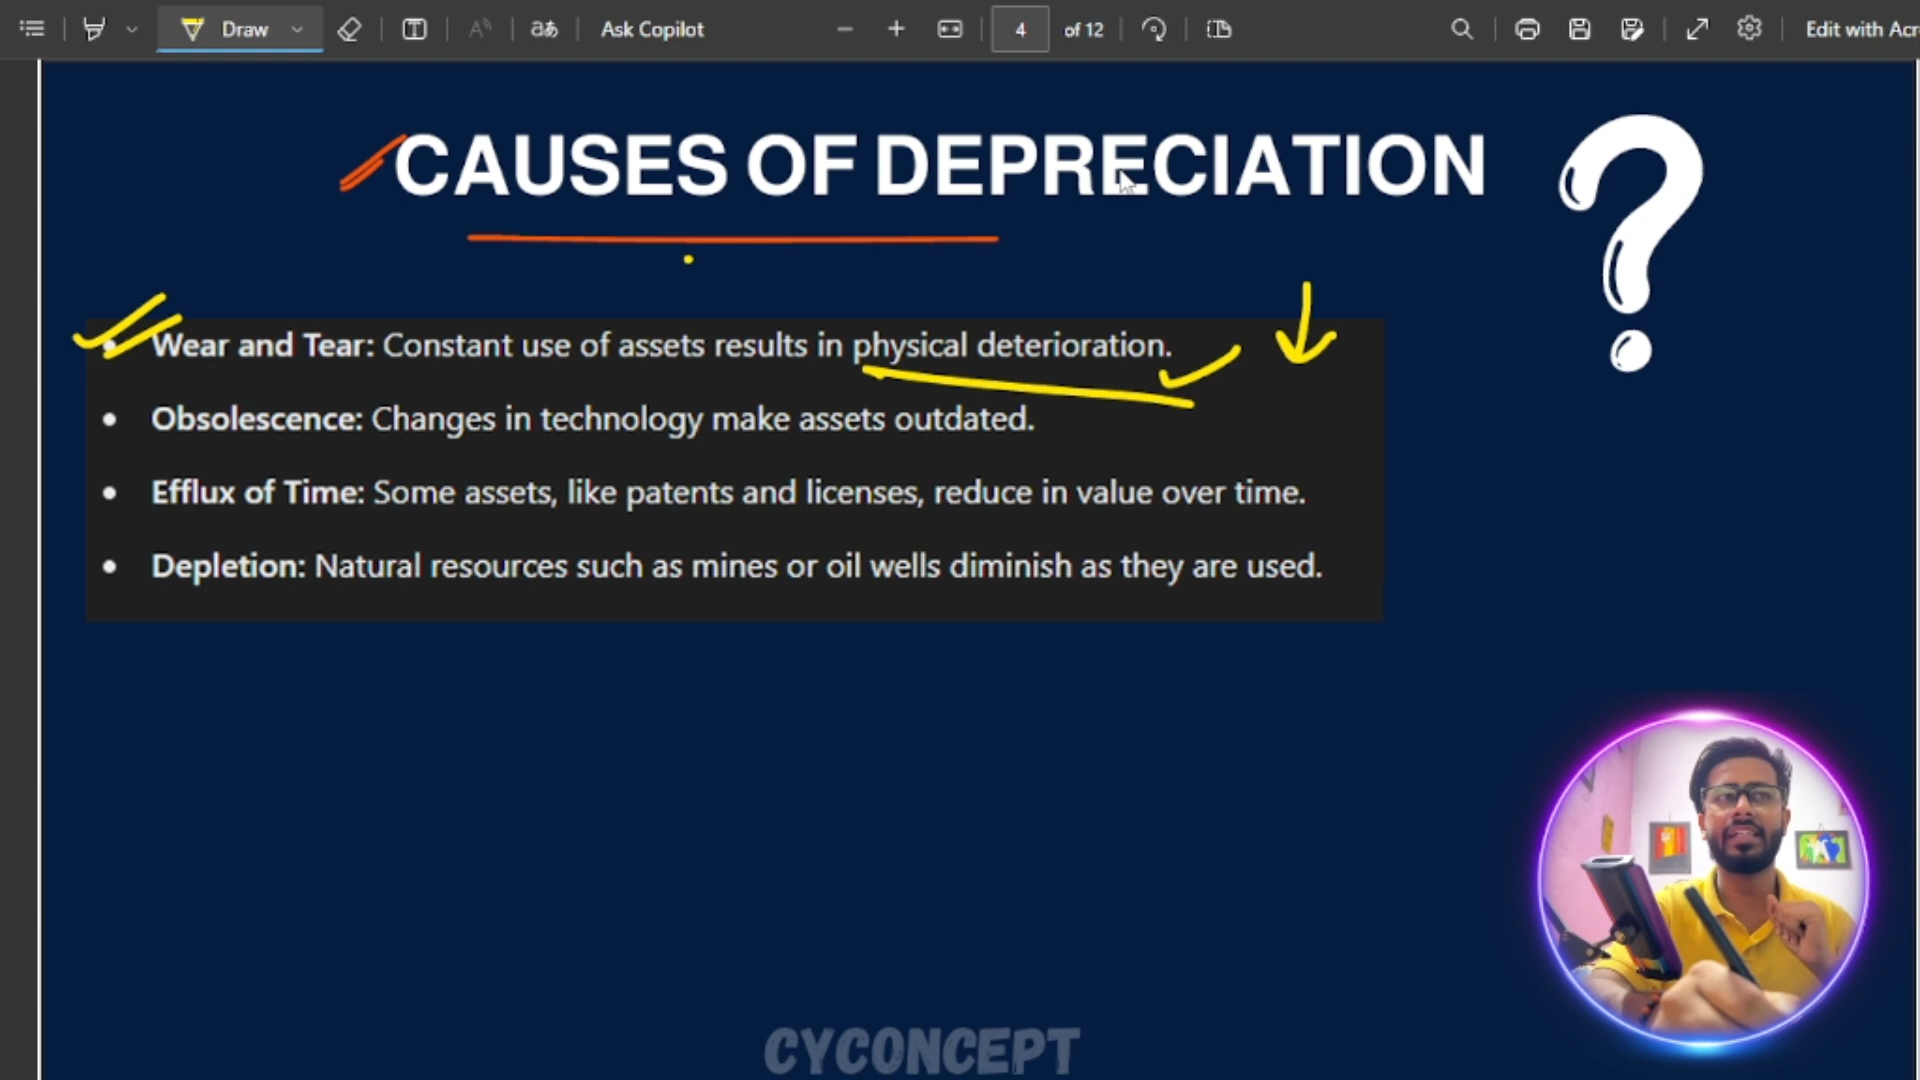 Draw
Ask Copilot
4 of 12
Edit with Acr
CAUSES OF DEPRECIATION
Wear and Tear: Constant use of assets results in physical deterioration.
Obsolescence: Changes in technology make assets outdated.
Efflux of Time: Some assets, like patents and licenses, reduce in value over time.
Depletion: Natural resources such as mines or oil wells diminish as they are used.
CYCONCEPT